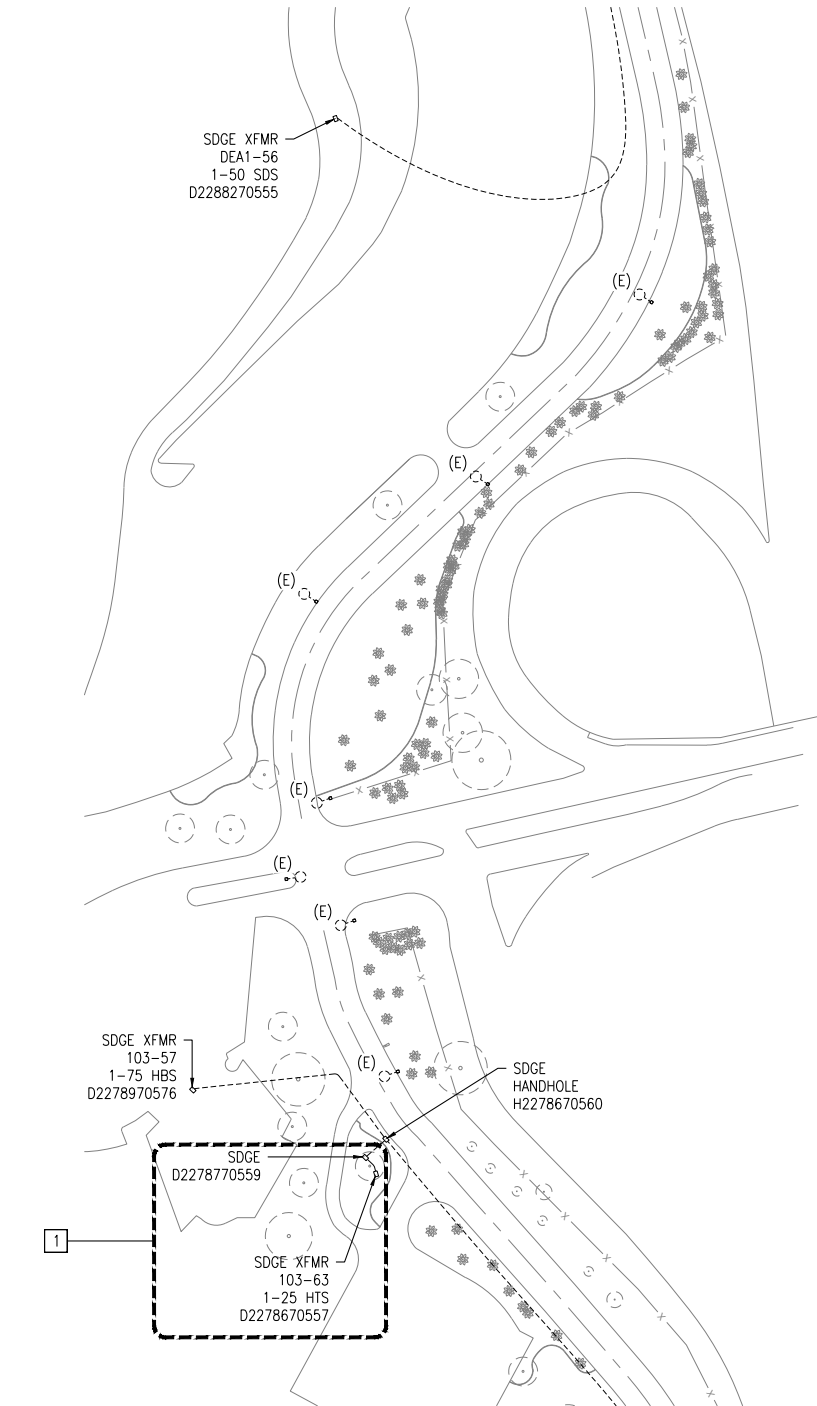 SDGE XFMR
DEA1-56
1-50 SDS
D2288270555
(E)
(E)
(E)
(E)
(E)
(E)
SDGE XFMR
103-57
1-75 HBS
D2278970576
(E)
SDGE
HANDHOLE
H2278670560
SDGE
D2278770559
1
SDGE XFMR
103-63
1-25 HTS
D2278670557